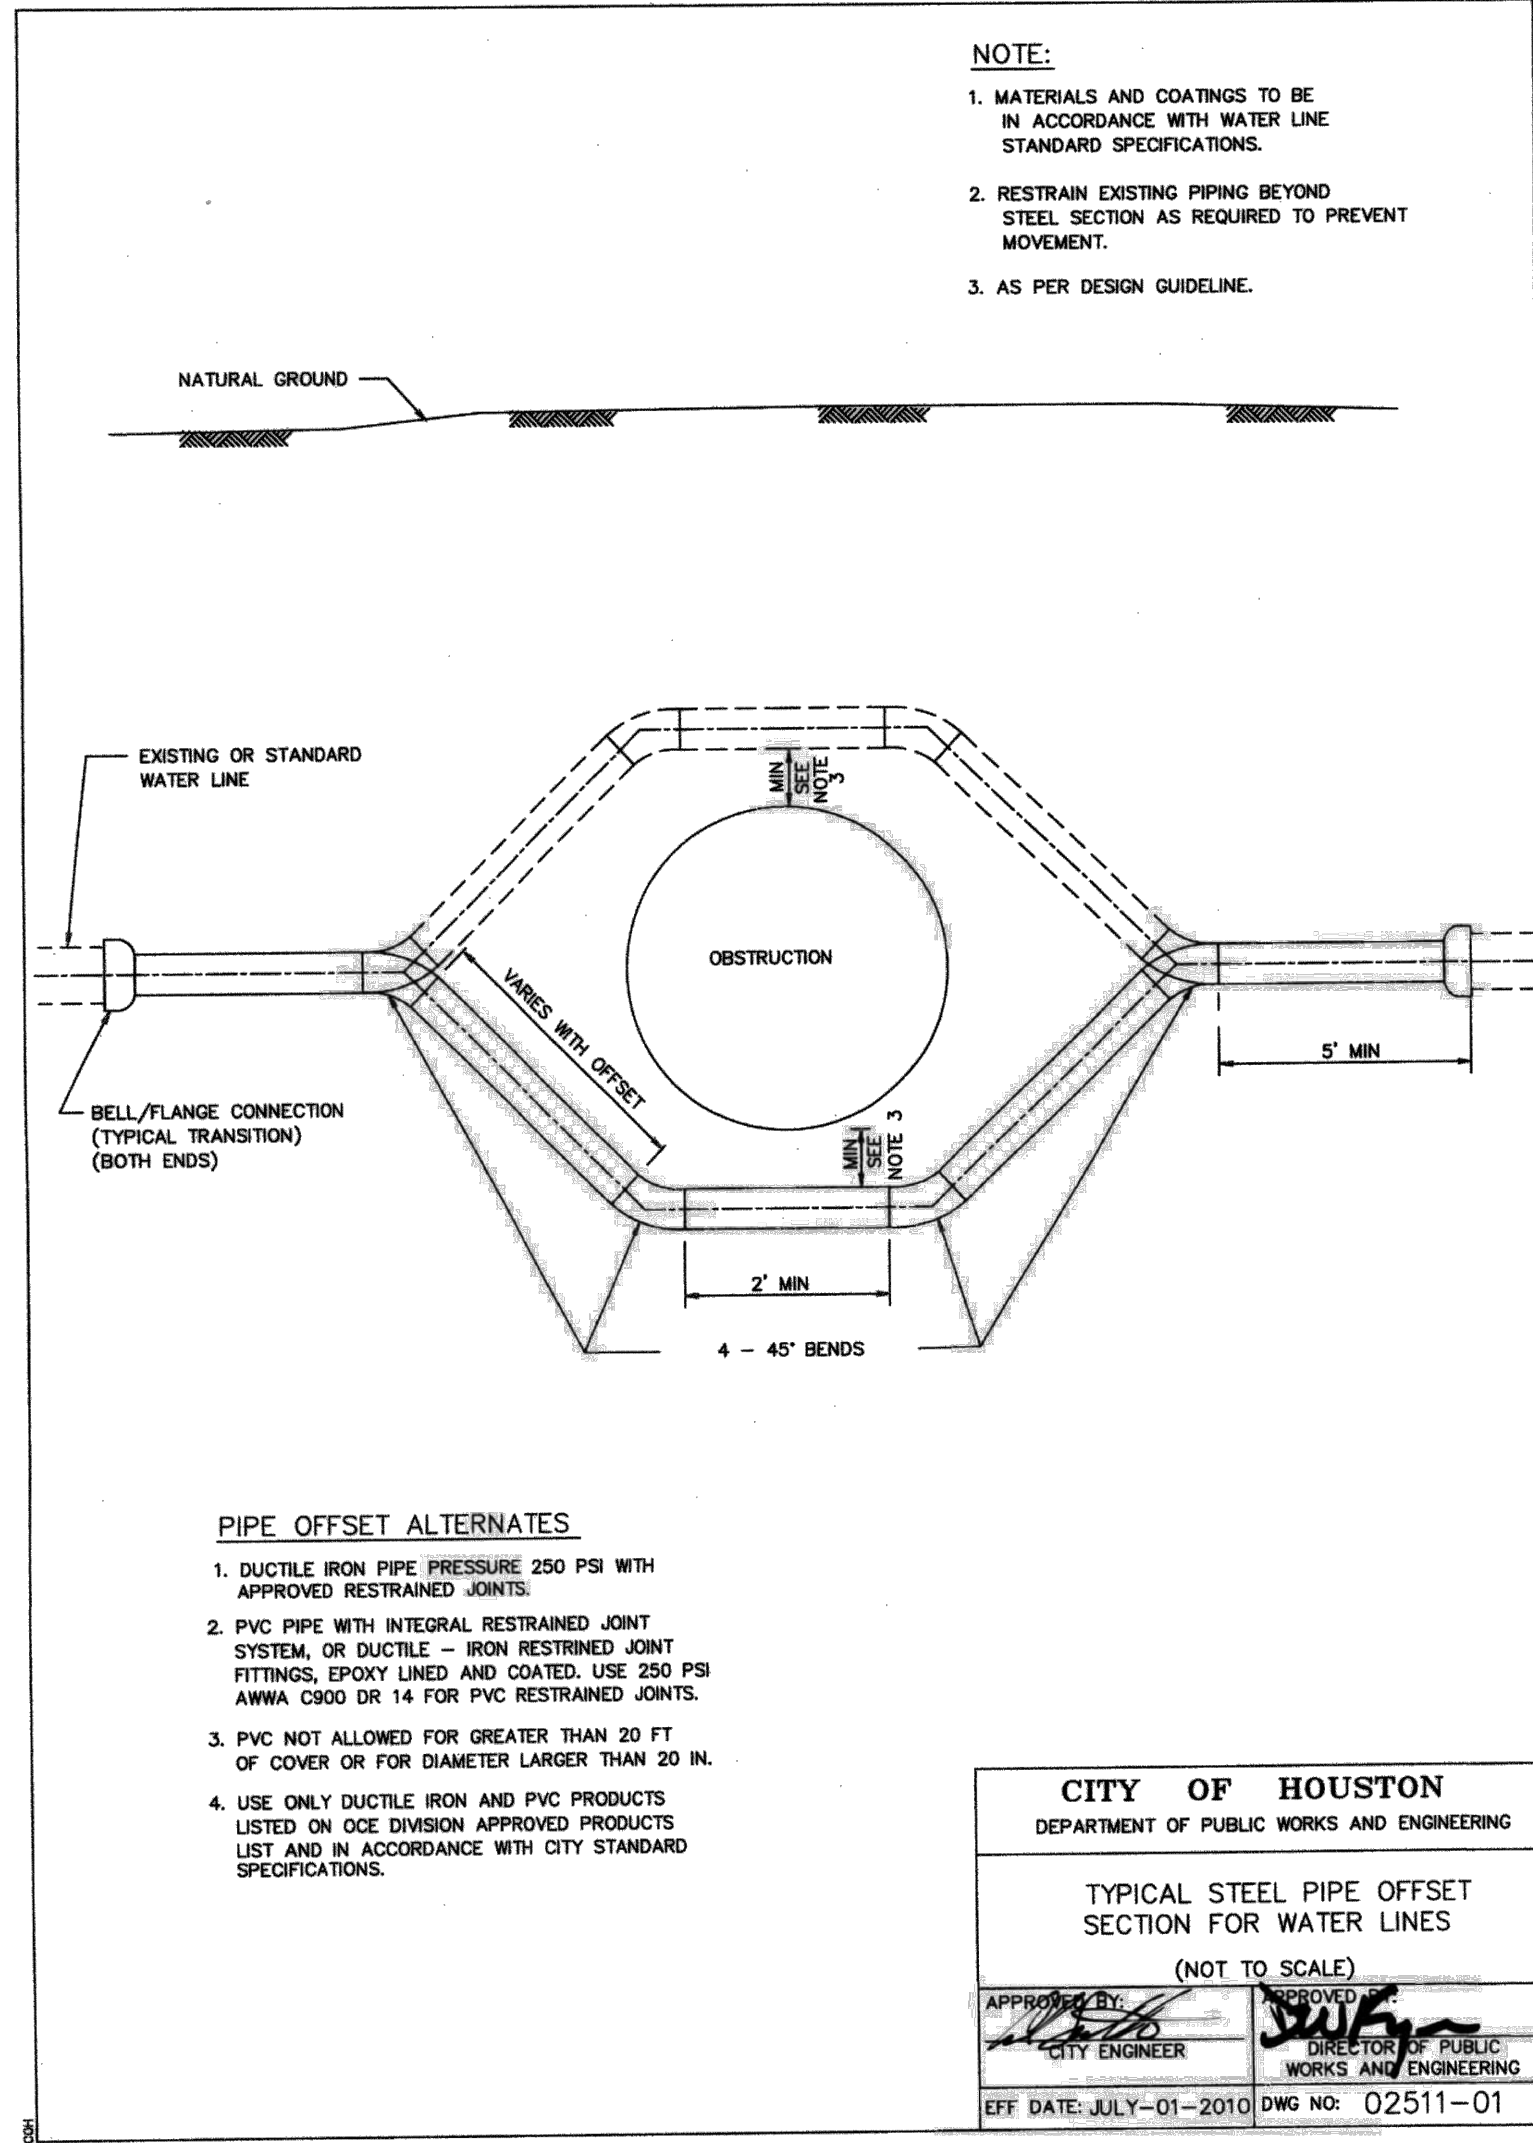 NOTE:
1. MATERIALS AND COATINGS TO BE
IN ACCORDANCE WITH WATER LINE
STANDARD SPECIFICATIONS.
2. RESTRAIN EXISTING PIPING BEYOND
STEEL SECTION AS REQUIRED TO PREVENT
MOVEMENT.
3. AS PER DESIGN GUIDELINE.
NATURAL GROUND
EXISTING OR STANDARD
WATER LINE
MIN
SEE
NOTE
3
OBSTRUCTION
VARIES WITH OFFSET
5' MIN
BELL/FLANGE CONNECTION
(TYPICAL TRANSITION)
(BOTH ENDS)
MIN
SEE
NOTE 3
2' MIN
4 - 45° BENDS
PIPE OFFSET ALTERNATES
1. DUCTILE IRON PIPE PRESSURE 250 PSI WITH
APPROVED RESTRAINED JOINTS.
2. PVC PIPE WITH INTEGRAL RESTRAINED JOINT
SYSTEM, OR DUCTILE - IRON RESTRINED JOINT
FITTINGS, EPOXY LINED AND COATED. USE 250 PSI
AWWA C900 DR 14 FOR PVC RESTRAINED JOINTS.
3. PVC NOT ALLOWED FOR GREATER THAN 20 FT
OF COVER OR FOR DIAMETER LARGER THAN 20 IN.
4. USE ONLY DUCTILE IRON AND PVC PRODUCTS
LISTED ON OCE DIVISION APPROVED PRODUCTS
LIST AND IN ACCORDANCE WITH CITY STANDARD
SPECIFICATIONS.
CITY OF HOUSTON
DEPARTMENT OF PUBLIC WORKS AND ENGINEERING
TYPICAL STEEL PIPE OFFSET
SECTION FOR WATER LINES
(NOT TO SCALE)
APPROVED BY:
CITY ENGINEER
APPROVED BY:
DIRECTOR OF PUBLIC
WORKS AND ENGINEERING
EFF DATE: JULY-01-2010
DWG NO: 02511-01